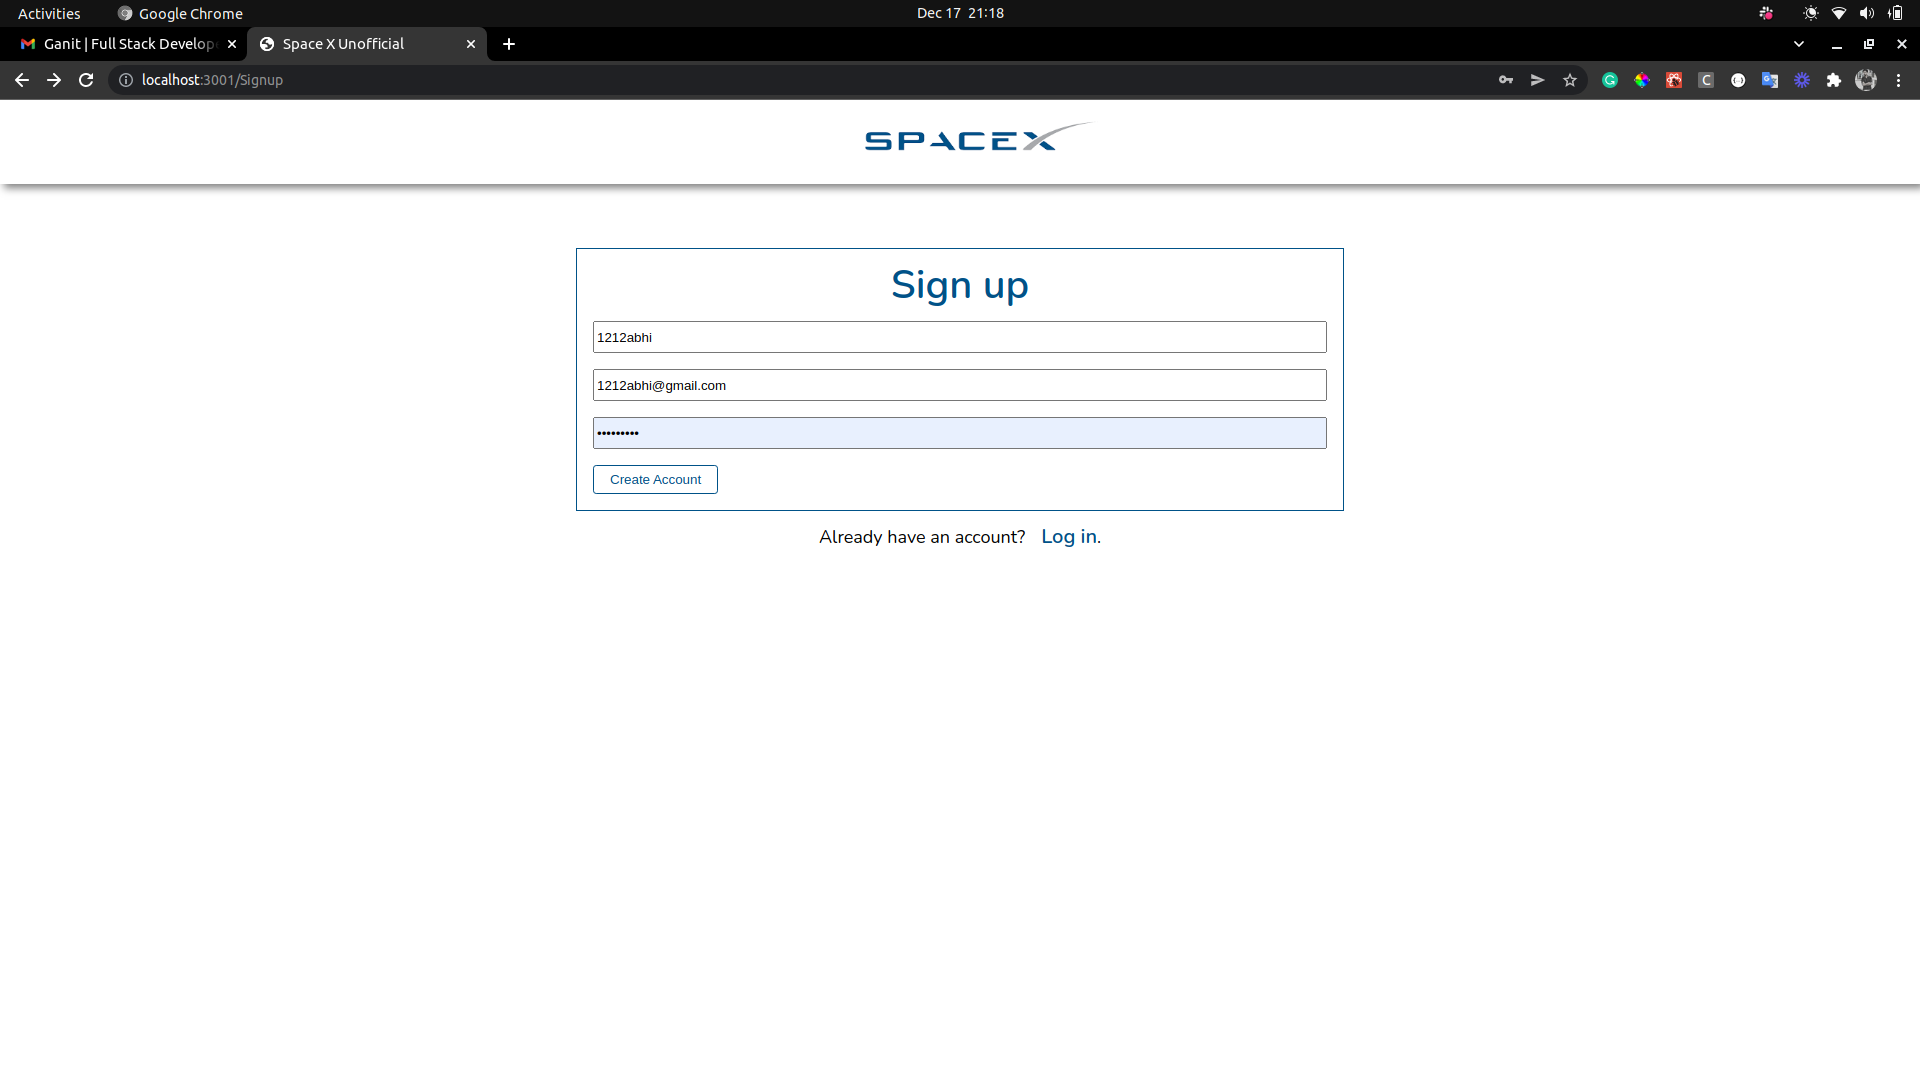 Activities Google Chrome Dec 17 21:18
Ganit | Full Stack Develop Space X Unofficial
localhost:3001/Signup
SPACEX
Sign up
1212abhi
1212abhi@gmail.com
•••••••••
Create Account
Already have an account? Log in.